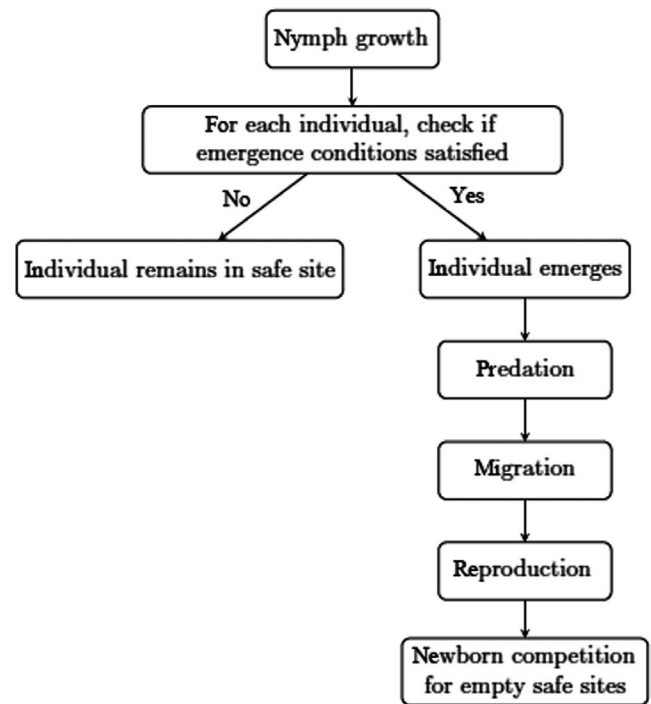 Nymph growth
For each individual, check if
emergence conditions satisfied
No
Yes
Individual remains in safe site
Individual emerges
Predation
Migration
Reproduction
Newborn competition
for empty safe sites